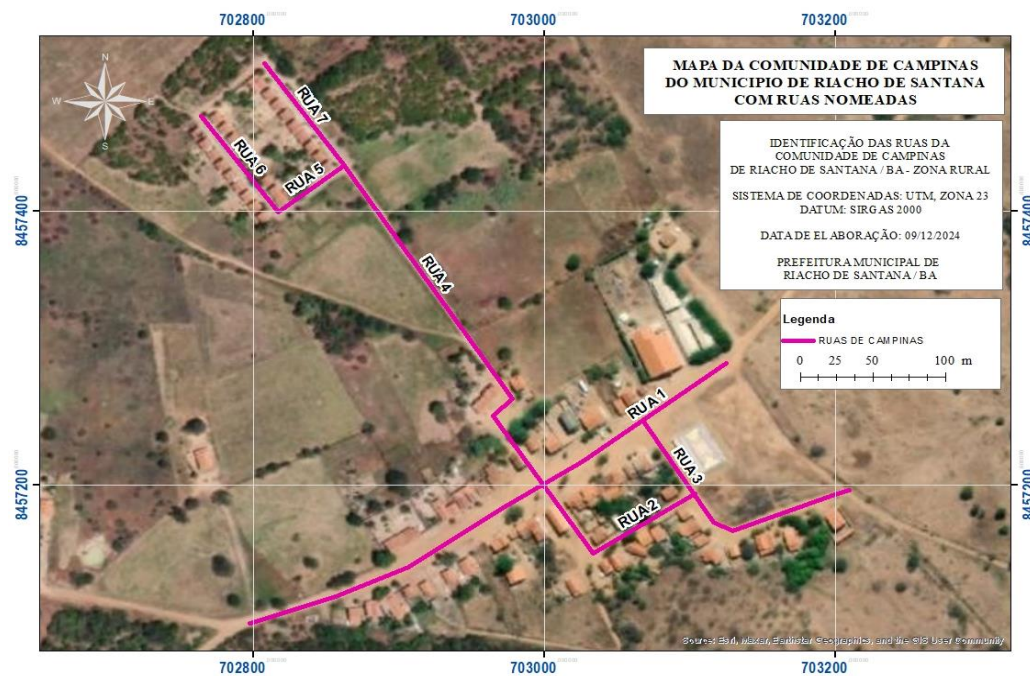 702800 703000 703200
MAPA DA COMUNIDADE DE CAMPINAS
DO MUNICIPIO DE RIACHO DE SANTANA
COM RUAS NOMEADAS
N
W E
S
IDENTIFICAÇÃO DAS RUAS DA
COMUNIDADE DE CAMPINAS
DE RIACHO DE SANTANA / BA - ZONA RURAL
SISTEMA DE COORDENADAS: UTM, ZONA 23
DATUM: SIRGAS 2000
DATA DE ELABORAÇÃO: 09/12/2024
PREFEITURA MUNICIPAL DE
RIACHO DE SANTANA / BA
Legenda
RUAS DE CAMPINAS
0 25 50 100 m
RUA 7
RUA 6
RUA 5
8457400 8457400
RUA 4
RUA 1
RUA 3
RUA 2
8457200 8457200
Source: Esri, Maxar, Earthstar Geographics, and the GIS User Community
702800 703000 703200